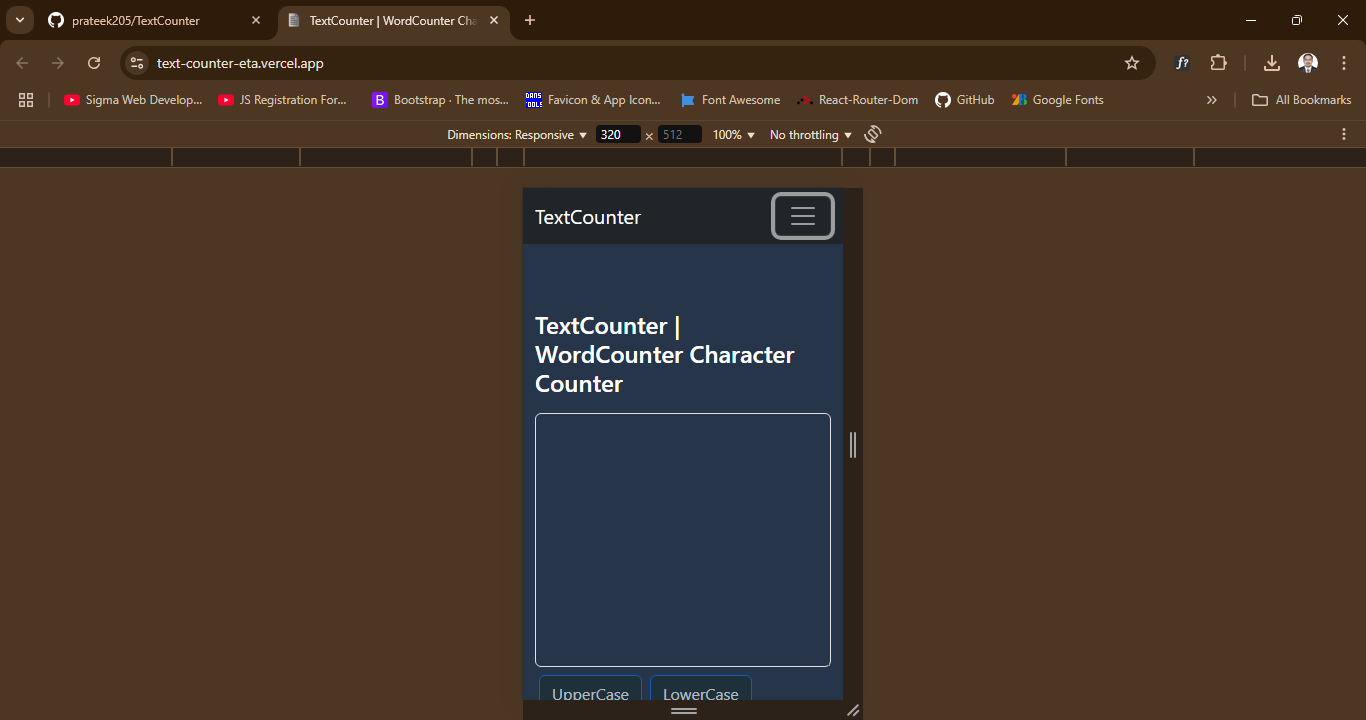 prateek205/TextCounter
TextCounter | WordCounter Cha
text-counter-eta.vercel.app
f?
Sigma Web Develop...
JS Registration For...
B
Bootstrap · The mos...
DANS TOOLS
Favicon & App Icon...
Font Awesome
React-Router-Dom
GitHub
Google Fonts
All Bookmarks
Dimensions: Responsive
320
×
512
100%
No throttling
TextCounter
TextCounter |
WordCounter Character
Counter
UpperCase
LowerCase